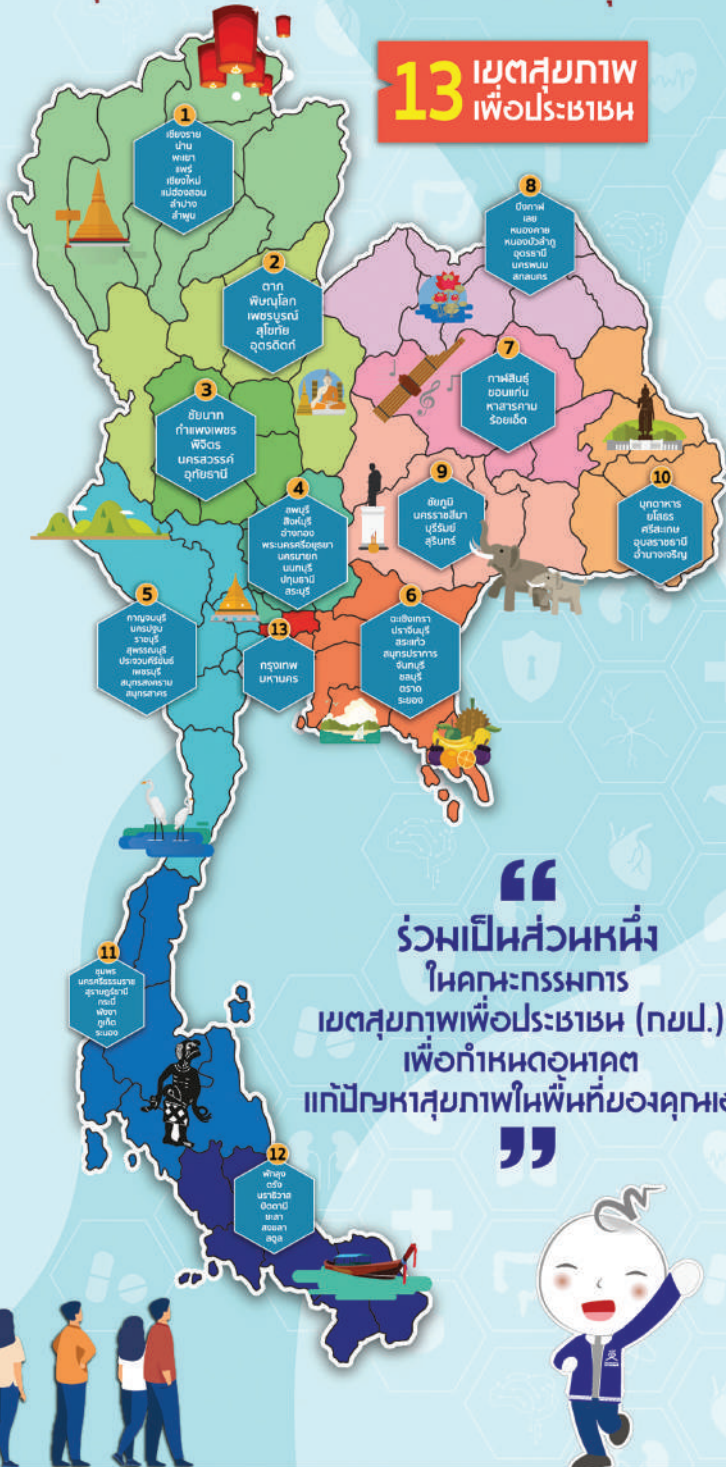 13 เขตสุขภาพ
เพื่อประชาชน
1
เชียงราย
น่าน
พะเยา
แพร่
เชียงใหม่
แม่ฮ่องสอน
ลำปาง
ลำพูน
8
บึงกาฬ
เลย
หนองคาย
หนองบัวลำภู
อุดรธานี
นครพนม
สกลนคร
2
ตาก
พิษณุโลก
เพชรบูรณ์
สุโขทัย
อุตรดิตถ์
7
กาฬสินธุ์
ขอนแก่น
หาสารคาม
ร้อยเอ็ด
3
ชัยนาท
กำแพงเพชร
พิจิตร
นครสวรรค์
อุทัยธานี
9
ชัยภูมิ
นครราชสีมา
บุรีรัมย์
สุรินทร์
10
มุกดาหาร
ยโสธร
ศรีสะเกษ
อุบลราชธานี
อำนาจเจริญ
4
ลพบุรี
สิงห์บุรี
อ่างทอง
พระนครศรีอยุธยา
นครนายก
นนทบุรี
ปทุมธานี
สระบุรี
5
กาญจนบุรี
นครปฐม
ราชบุรี
สุพรรณบุรี
ประจวบคีรีขันธ์
เพชรบุรี
สมุทรสงคราม
สมุทรสาคร
13
กรุงเทพ
มหานคร
6
ฉะเชิงเทรา
ปราจีนบุรี
สระแก้ว
สมุทรปราการ
จันทบุรี
ชลบุรี
ตราด
ระยอง
“
ร่วมเป็นส่วนหนึ่ง
ในคณะกรรมการ
เขตสุขภาพเพื่อประชาชน (กขป.)
เพื่อกำหนดอนาคต
แก้ปัญหาสุขภาพในพื้นที่ของคุณเอ
”
11
ชุมพร
นครศรีธรรมราช
สุราษฎร์ธานี
กระบี่
พังงา
ภูเก็ต
ระนอง
12
พัทลุง
ตรัง
นราธิวาส
ปัตตานี
ยะลา
สงขลา
สตูล